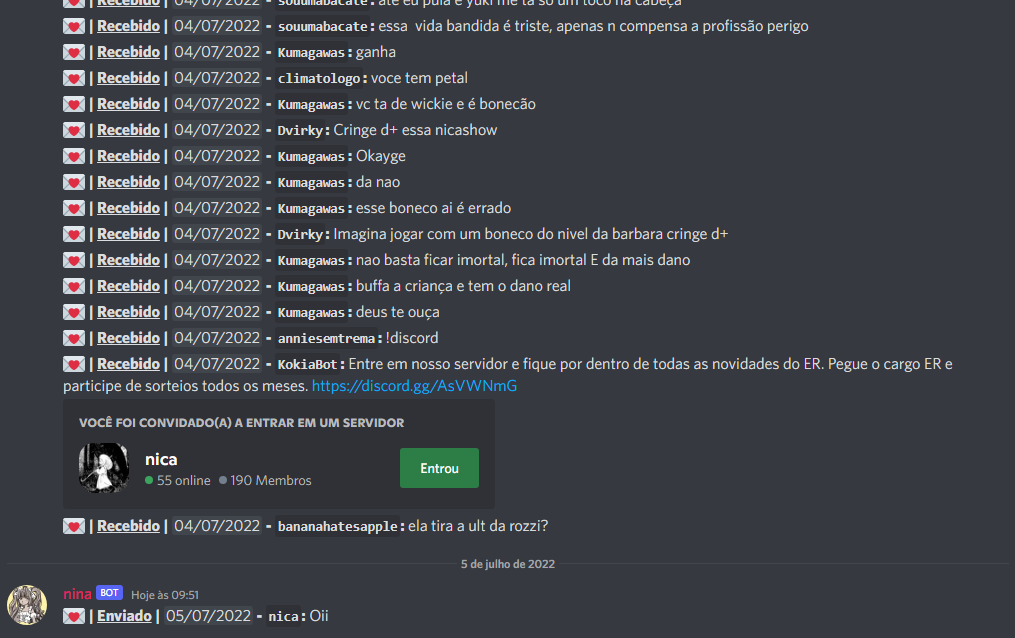 | Recebido | 04/07/2022 - souumabacate: até eu pula e yuki me tá só um toco na cabeça
| Recebido | 04/07/2022 - souumabacate: essa vida bandida é triste, apenas n compensa a profissão perigo
| Recebido | 04/07/2022 - Kumagawas: ganha
| Recebido | 04/07/2022 - climatologo: voce tem petal
| Recebido | 04/07/2022 - Kumagawas: vc ta de wickie e é bonecão
| Recebido | 04/07/2022 - Dvirky: Cringe d+ essa nicashow
| Recebido | 04/07/2022 - Kumagawas: Okayge
| Recebido | 04/07/2022 - Kumagawas: da nao
| Recebido | 04/07/2022 - Kumagawas: esse boneco ai é errado
| Recebido | 04/07/2022 - Dvirky: Imagina jogar com um boneco do nivel da barbara cringe d+
| Recebido | 04/07/2022 - Kumagawas: nao basta ficar imortal, fica imortal E da mais dano
| Recebido | 04/07/2022 - Kumagawas: buffa a criança e tem o dano real
| Recebido | 04/07/2022 - Kumagawas: deus te ouça
| Recebido | 04/07/2022 - anniesemtrema: !discord
| Recebido | 04/07/2022 - KokiaBot: Entre em nosso servidor e fique por dentro de todas as novidades do ER. Pegue o cargo ER e
participe de sorteios todos os meses. https://discord.gg/AsVWNmG
VOCÊ FOI CONVIDADO(A) A ENTRAR EM UM SERVIDOR
nica
55 online 190 Membros
Entrou
| Recebido | 04/07/2022 - bananahatesapple: ela tira a ult da rozzi?
5 de julho de 2022
nina BOT Hoje às 09:51
| Enviado | 05/07/2022 - nica: Oii